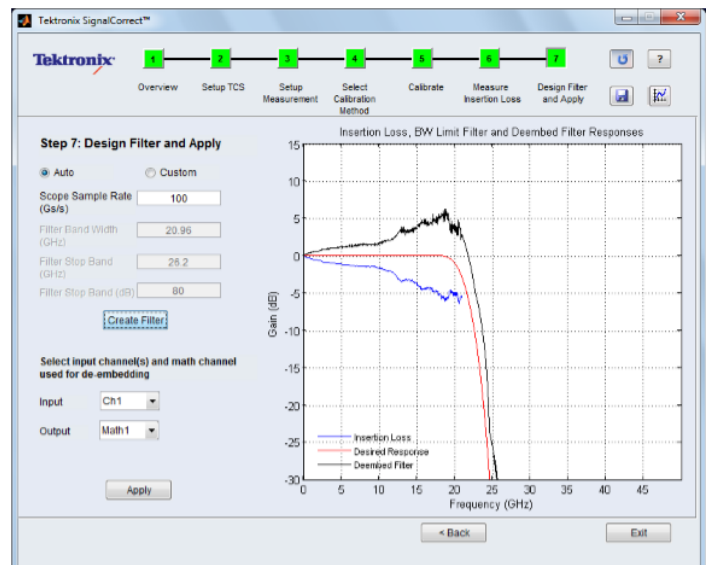 Tektronix SignalCorrect™
Tektronix
1 2 3 4 5 6 7
?
Overview
Setup TCS
Setup
Measurement
Select
Calibration
Method
Calibrate
Measure
Insertion Loss
Design Filter
and Apply
Step 7: Design Filter and Apply
Auto
Custom
Scope Sample Rate
(Gs/s)
100
Filter Band Width
(GHz)
20.96
Filter Stop Band
(GHz)
26.2
Filter Stop Band (dB)
80
Create Filter
Select input channel(s) and math channel
used for de-embedding
Input
Ch1
Output
Math1
Apply
Insertion Loss, BW Limit Filter and Deembed Filter Responses
15
10
5
0
-5
-10
-15
-20
-25
-30
Gain (dB)
Insertion Loss
Desired Response
Deembed Filter
0 5 10 15 20 25 30 35 40 45
Frequency (GHz)
< Back
Exit